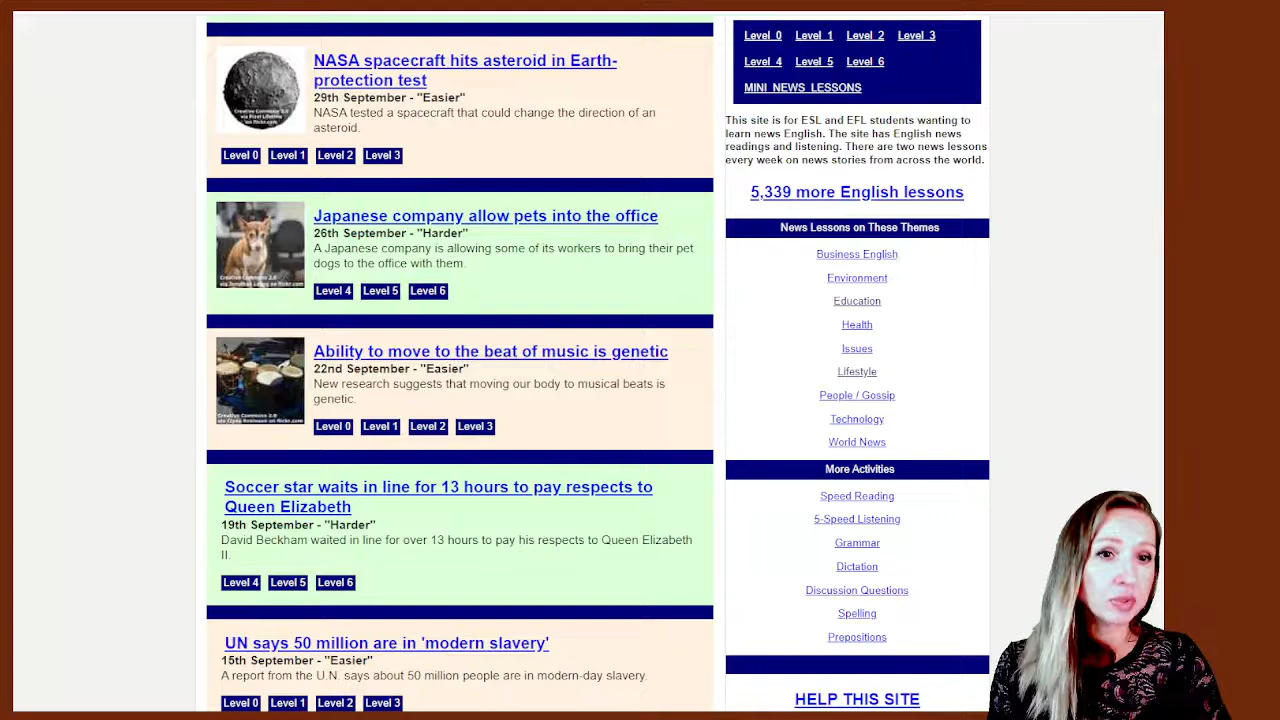 NASA spacecraft hits asteroid in Earth-
protection test
29th September - "Easier"
NASA tested a spacecraft that could change the direction of an
asteroid.
Level 0 Level 1 Level 2 Level 3
Japanese company allow pets into the office
26th September - "Harder"
A Japanese company is allowing some of its workers to bring their pet
dogs to the office with them.
Level 4 Level 5 Level 6
Ability to move to the beat of music is genetic
22nd September - "Easier"
New research suggests that moving our body to musical beats is
genetic.
Level 0 Level 1 Level 2 Level 3
Soccer star waits in line for 13 hours to pay respects to
Queen Elizabeth
19th September - "Harder"
David Beckham waited in line for over 13 hours to pay his respects to Queen Elizabeth
II.
Level 4 Level 5 Level 6
UN says 50 million are in 'modern slavery'
15th September - "Easier"
A report from the U.N. says about 50 million people are in modern-day slavery.
Level 0 Level 1 Level 2 Level 3
Level 0 Level 1 Level 2 Level 3
Level 4 Level 5 Level 6
MINI NEWS LESSONS
This site is for ESL and EFL students wanting to
learn news English. The site has English news
readings and listening. There are two news lessons
every week on news stories from across the world.
5,339 more English lessons
News Lessons on These Themes
Business English
Environment
Education
Health
Issues
Lifestyle
People / Gossip
Technology
World News
More Activities
Speed Reading
5-Speed Listening
Grammar
Dictation
Discussion Questions
Spelling
Prepositions
HELP THIS SITE